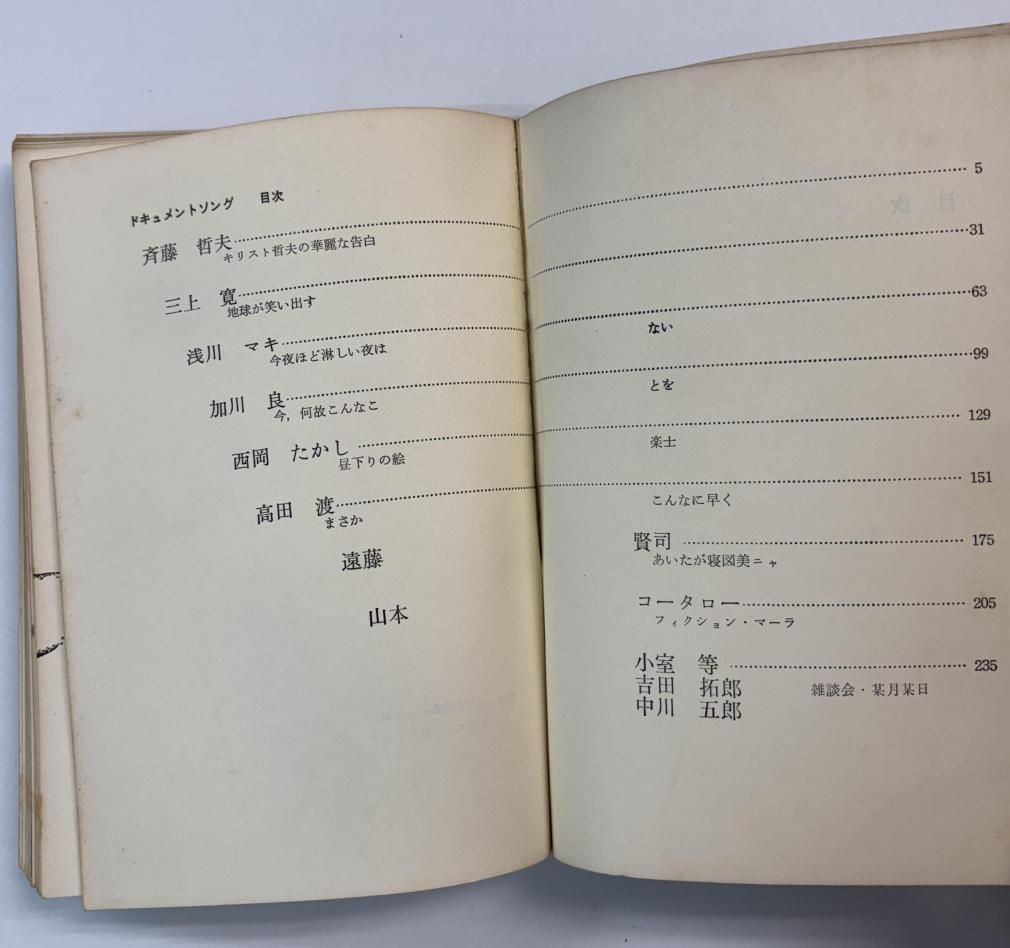 ドキュメントソング 目次
斉藤 哲夫……5
キリスト哲夫の華麗な告白
三上 寛……31
地球が笑い出す
浅川 マキ……63
今夜ほど淋しい夜は ない
加川 良……99
今，何故こんなこ とを
西岡 たかし……129
昼下りの絵 楽士
高田 渡……151
まさか こんなに早く
遠藤 賢司……175
あいたが寝図美ニャ
山本 コータロー……205
フィクション・マーラ
小室 等……235
吉田 拓郎 雑談会・某月某日
中川 五郎